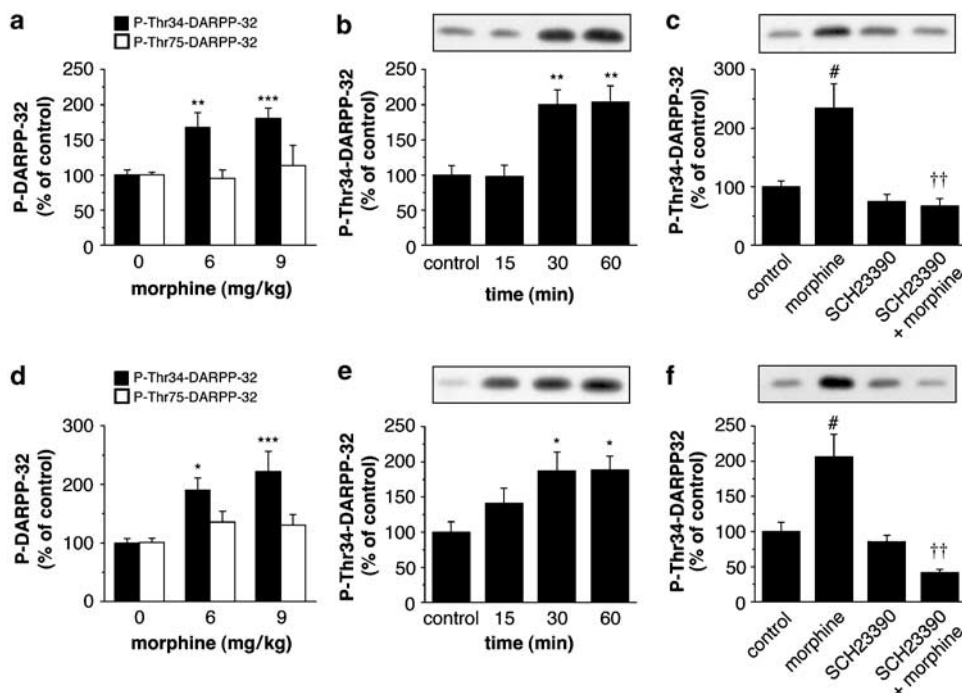 a
P-Thr34-DARPP-32
P-Thr75-DARPP-32
P-DARPP-32
(% of control)
250
200
150
100
50
0
**
***
0 6 9
morphine (mg/kg)
b
P-Thr34-DARPP-32
(% of control)
250
200
150
100
50
0
** **
control 15 30 60
time (min)
c
P-Thr34-DARPP-32
(% of control)
300
200
100
0
#
††
control
morphine
SCH23390
SCH23390
+ morphine
d
P-Thr34-DARPP-32
P-Thr75-DARPP-32
P-DARPP-32
(% of control)
300
200
100
0
*
***
0 6 9
morphine (mg/kg)
e
P-Thr34-DARPP-32
(% of control)
250
200
150
100
50
0
* *
control 15 30 60
time (min)
f
P-Thr34-DARPP32
(% of control)
250
200
150
100
50
0
#
††
control
morphine
SCH23390
SCH23390
+ morphine